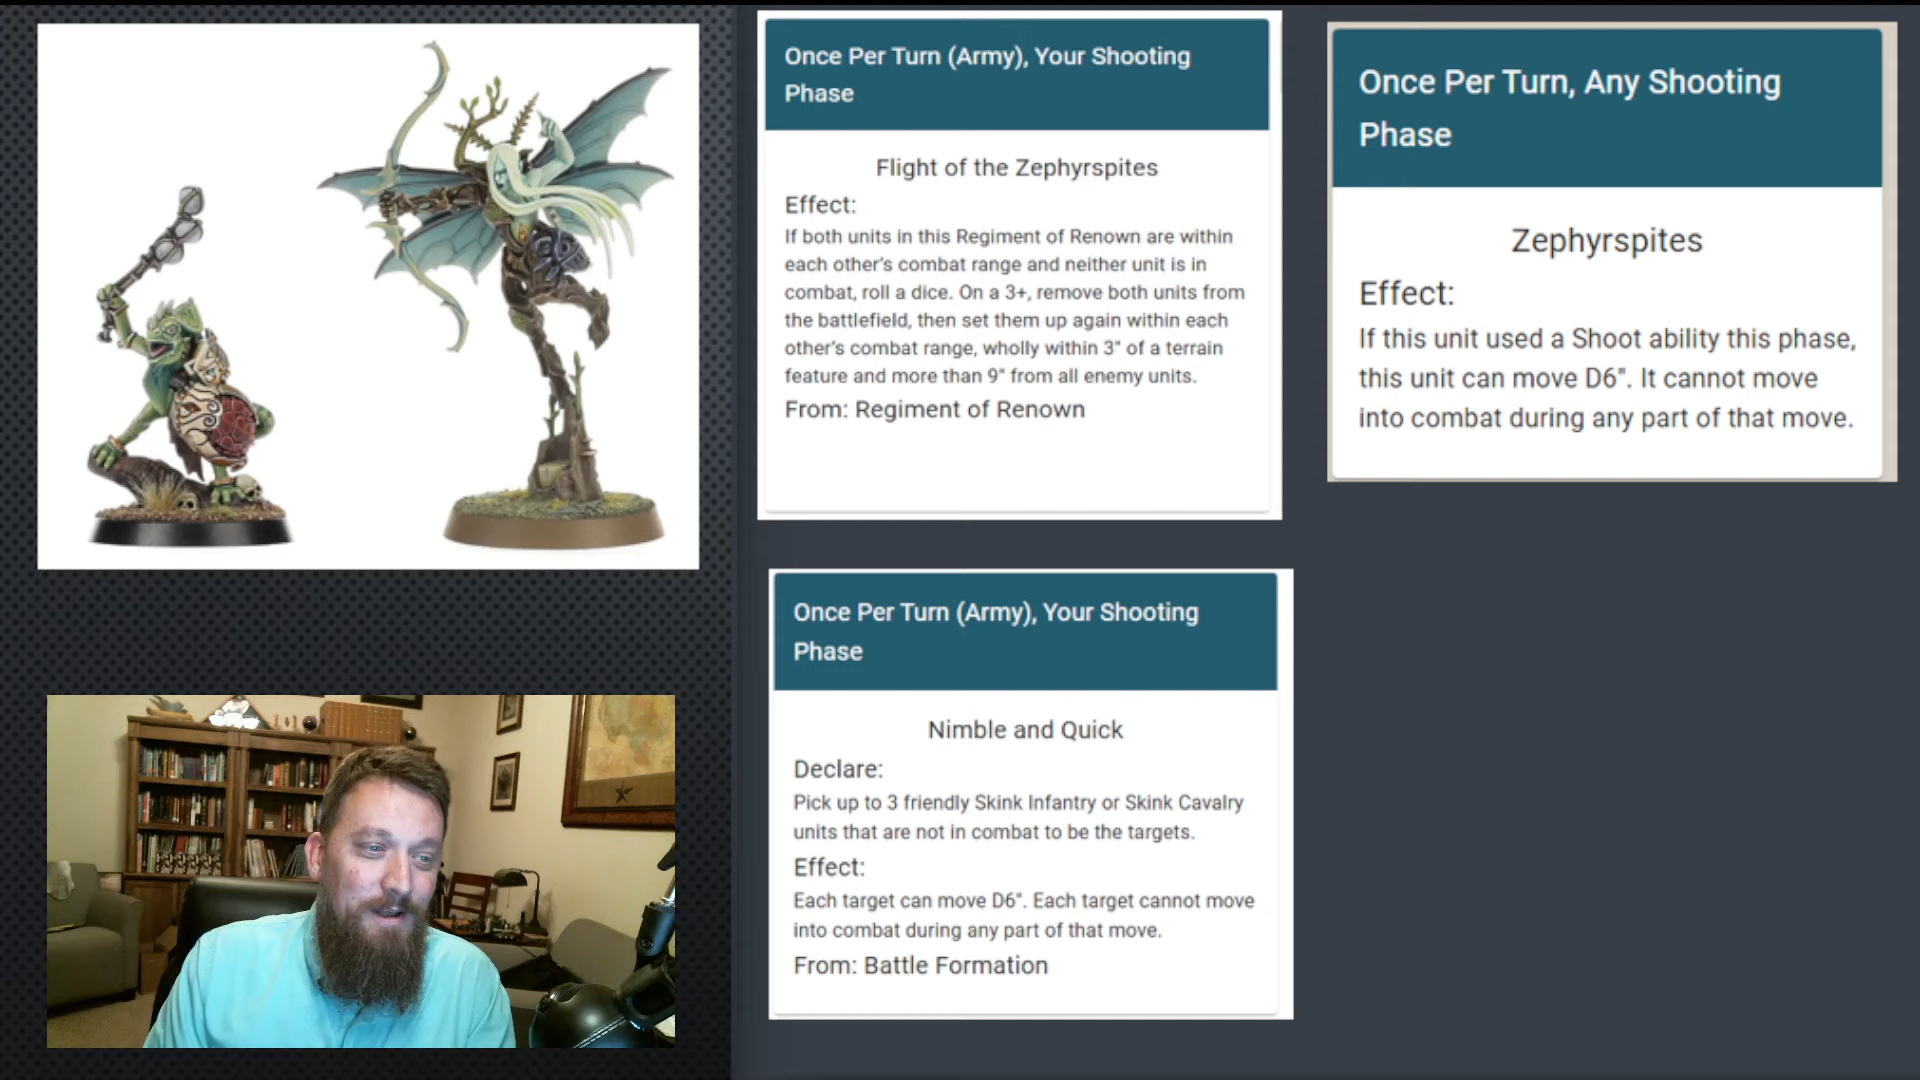 Once Per Turn (Army), Your Shooting
Phase
Flight of the Zephyrspites
Effect:
If both units in this Regiment of Renown are within
each other's combat range and neither unit is in
combat, roll a dice. On a 3+, remove both units from
the battlefield, then set them up again within each
other's combat range, wholly within 3" of a terrain
feature and more than 9" from all enemy units.
From: Regiment of Renown
Once Per Turn, Any Shooting
Phase
Zephyrspites
Effect:
If this unit used a Shoot ability this phase,
this unit can move D6". It cannot move
into combat during any part of that move.
Once Per Turn (Army), Your Shooting
Phase
Nimble and Quick
Declare:
Pick up to 3 friendly Skink Infantry or Skink Cavalry
units that are not in combat to be the targets.
Effect:
Each target can move D6". Each target cannot move
into combat during any part of that move.
From: Battle Formation